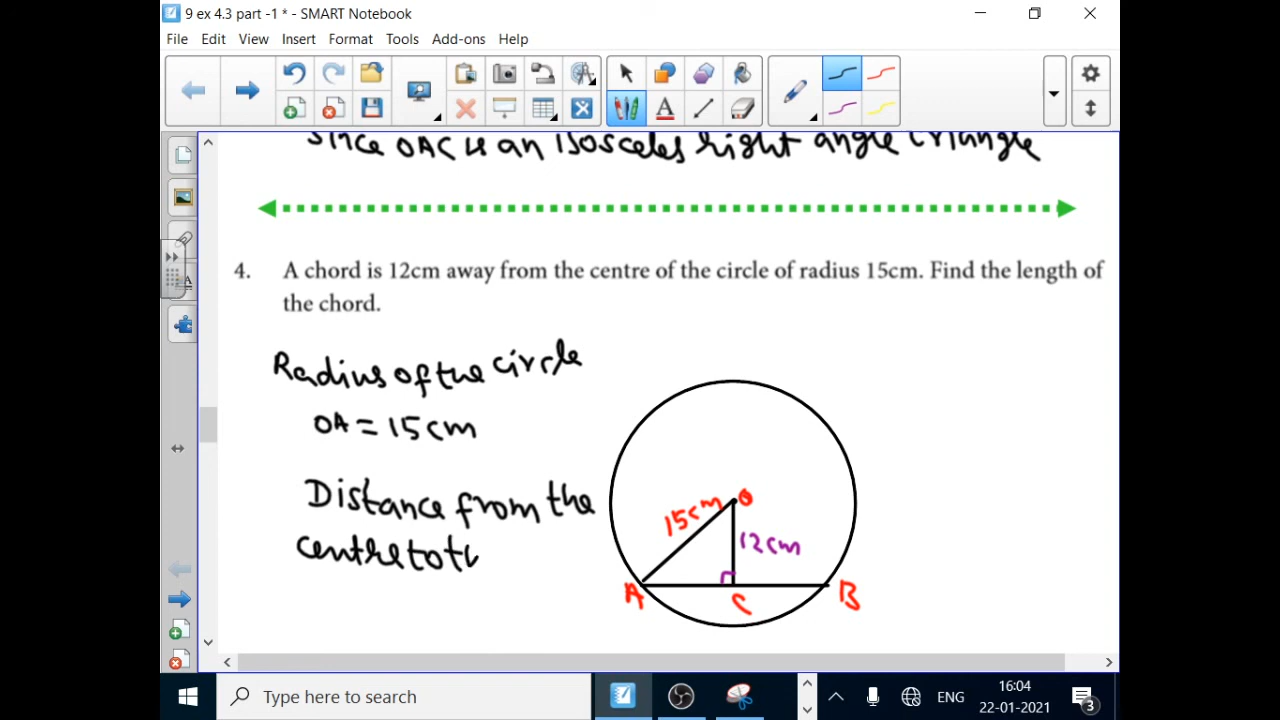 9 ex 4.3 part -1 * - SMART Notebook
File Edit View Insert Format Tools Add-ons Help
Since OAC is an isosceles right angle triangle
4. A chord is 12cm away from the centre of the circle of radius 15cm. Find the length of
the chord.
Radius of the circle
OA = 15cm
Distance from the
centre to t
15cm
O
12cm
A
C
B
Type here to search
ENG
16:04
22-01-2021
3